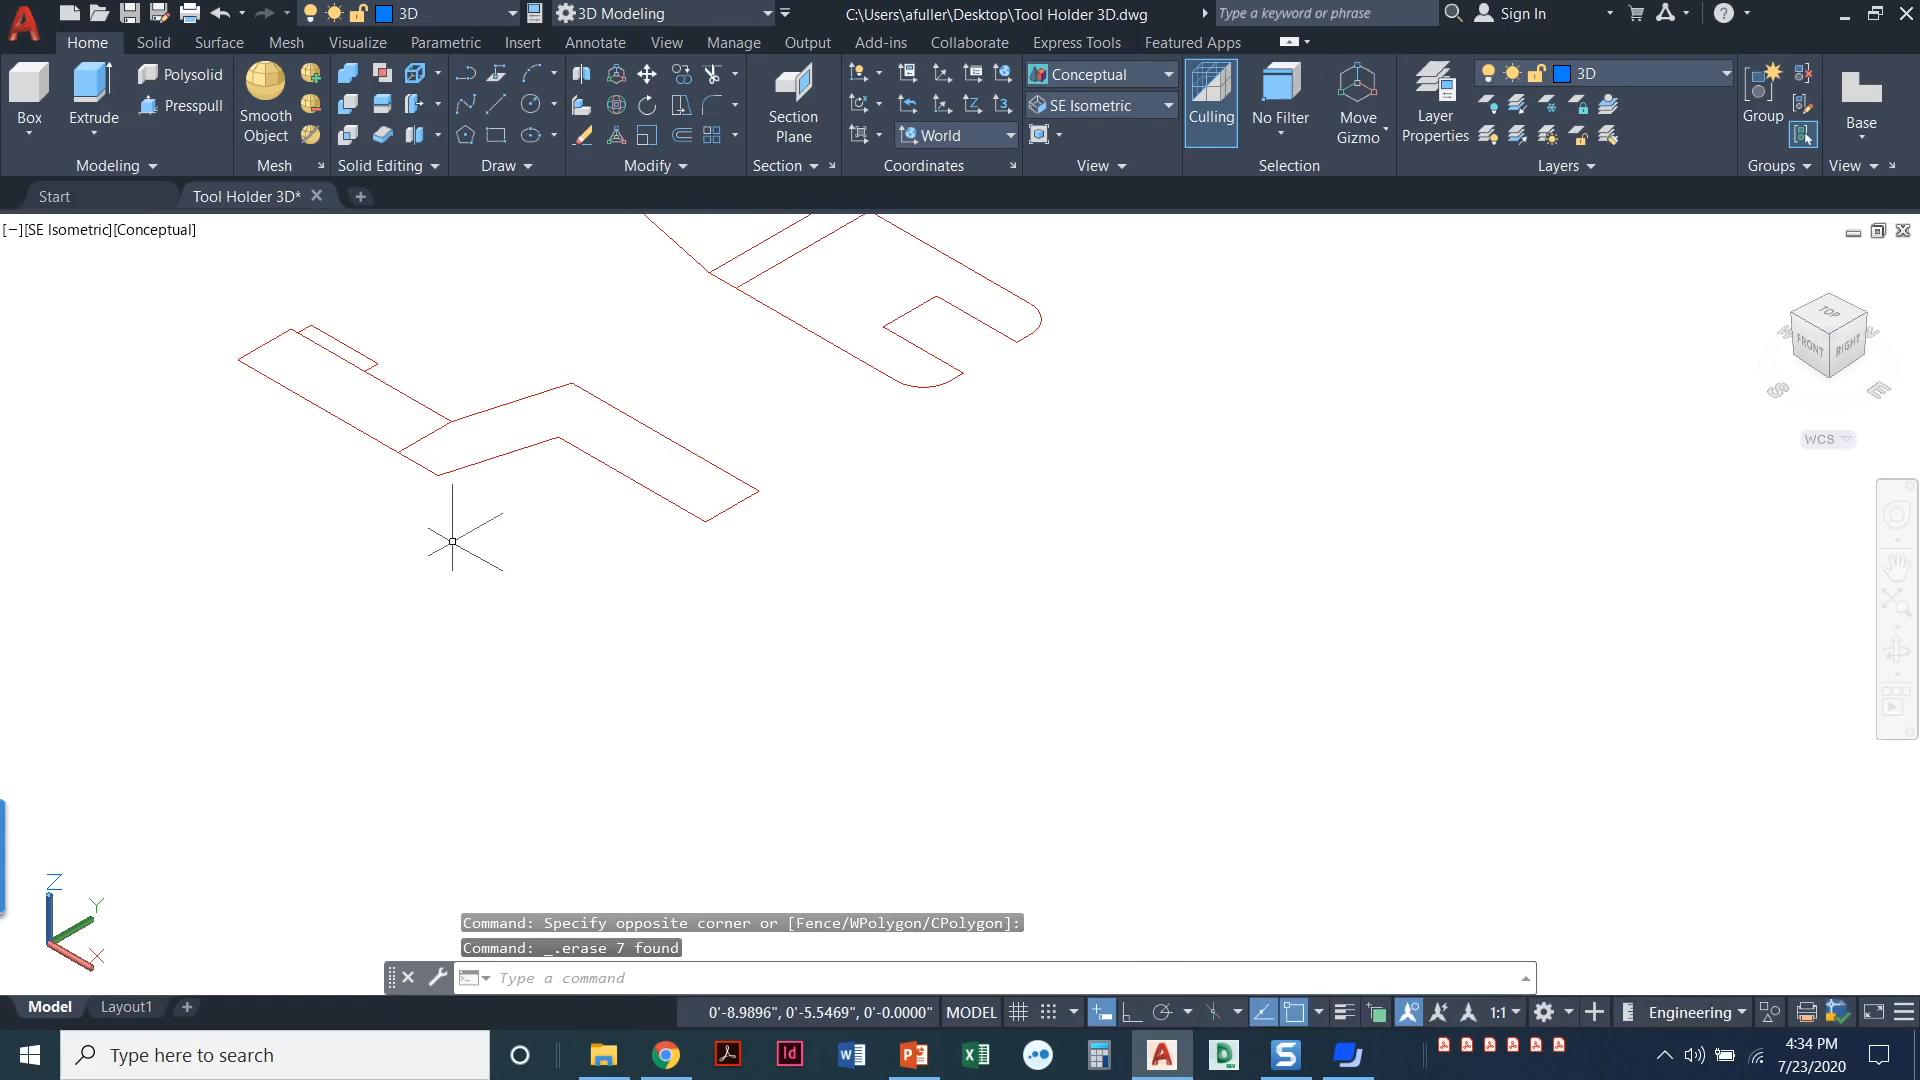 3D
3D Modeling
C:\Users\afuller\Desktop\Tool Holder 3D.dwg
Type a keyword or phrase
Sign In
Home Solid Surface Mesh Visualize Parametric Insert Annotate View Manage Output Add-ins Collaborate Express Tools Featured Apps
Box
Extrude
Polysolid
Presspull
Modeling
Smooth
Object
Mesh
Solid Editing
Draw
Modify
Section
Plane
Section
World
Coordinates
Conceptual
SE Isometric
View
Culling
No Filter
Move
Gizmo
Selection
Layer
Properties
3D
Layers
Group
Groups
Base
View
Start
Tool Holder 3D*
[−][SE Isometric][Conceptual]
TOP
FRONT
RIGHT
S
E
WCS
Z
Y
X
Command: Specify opposite corner or [Fence/WPolygon/CPolygon]:
Command: _.erase 7 found
Type a command
Model
Layout1
0'-8.9896", 0'-5.5469", 0'-0.0000"
MODEL
1:1
Engineering
Type here to search
4:34 PM
7/23/2020